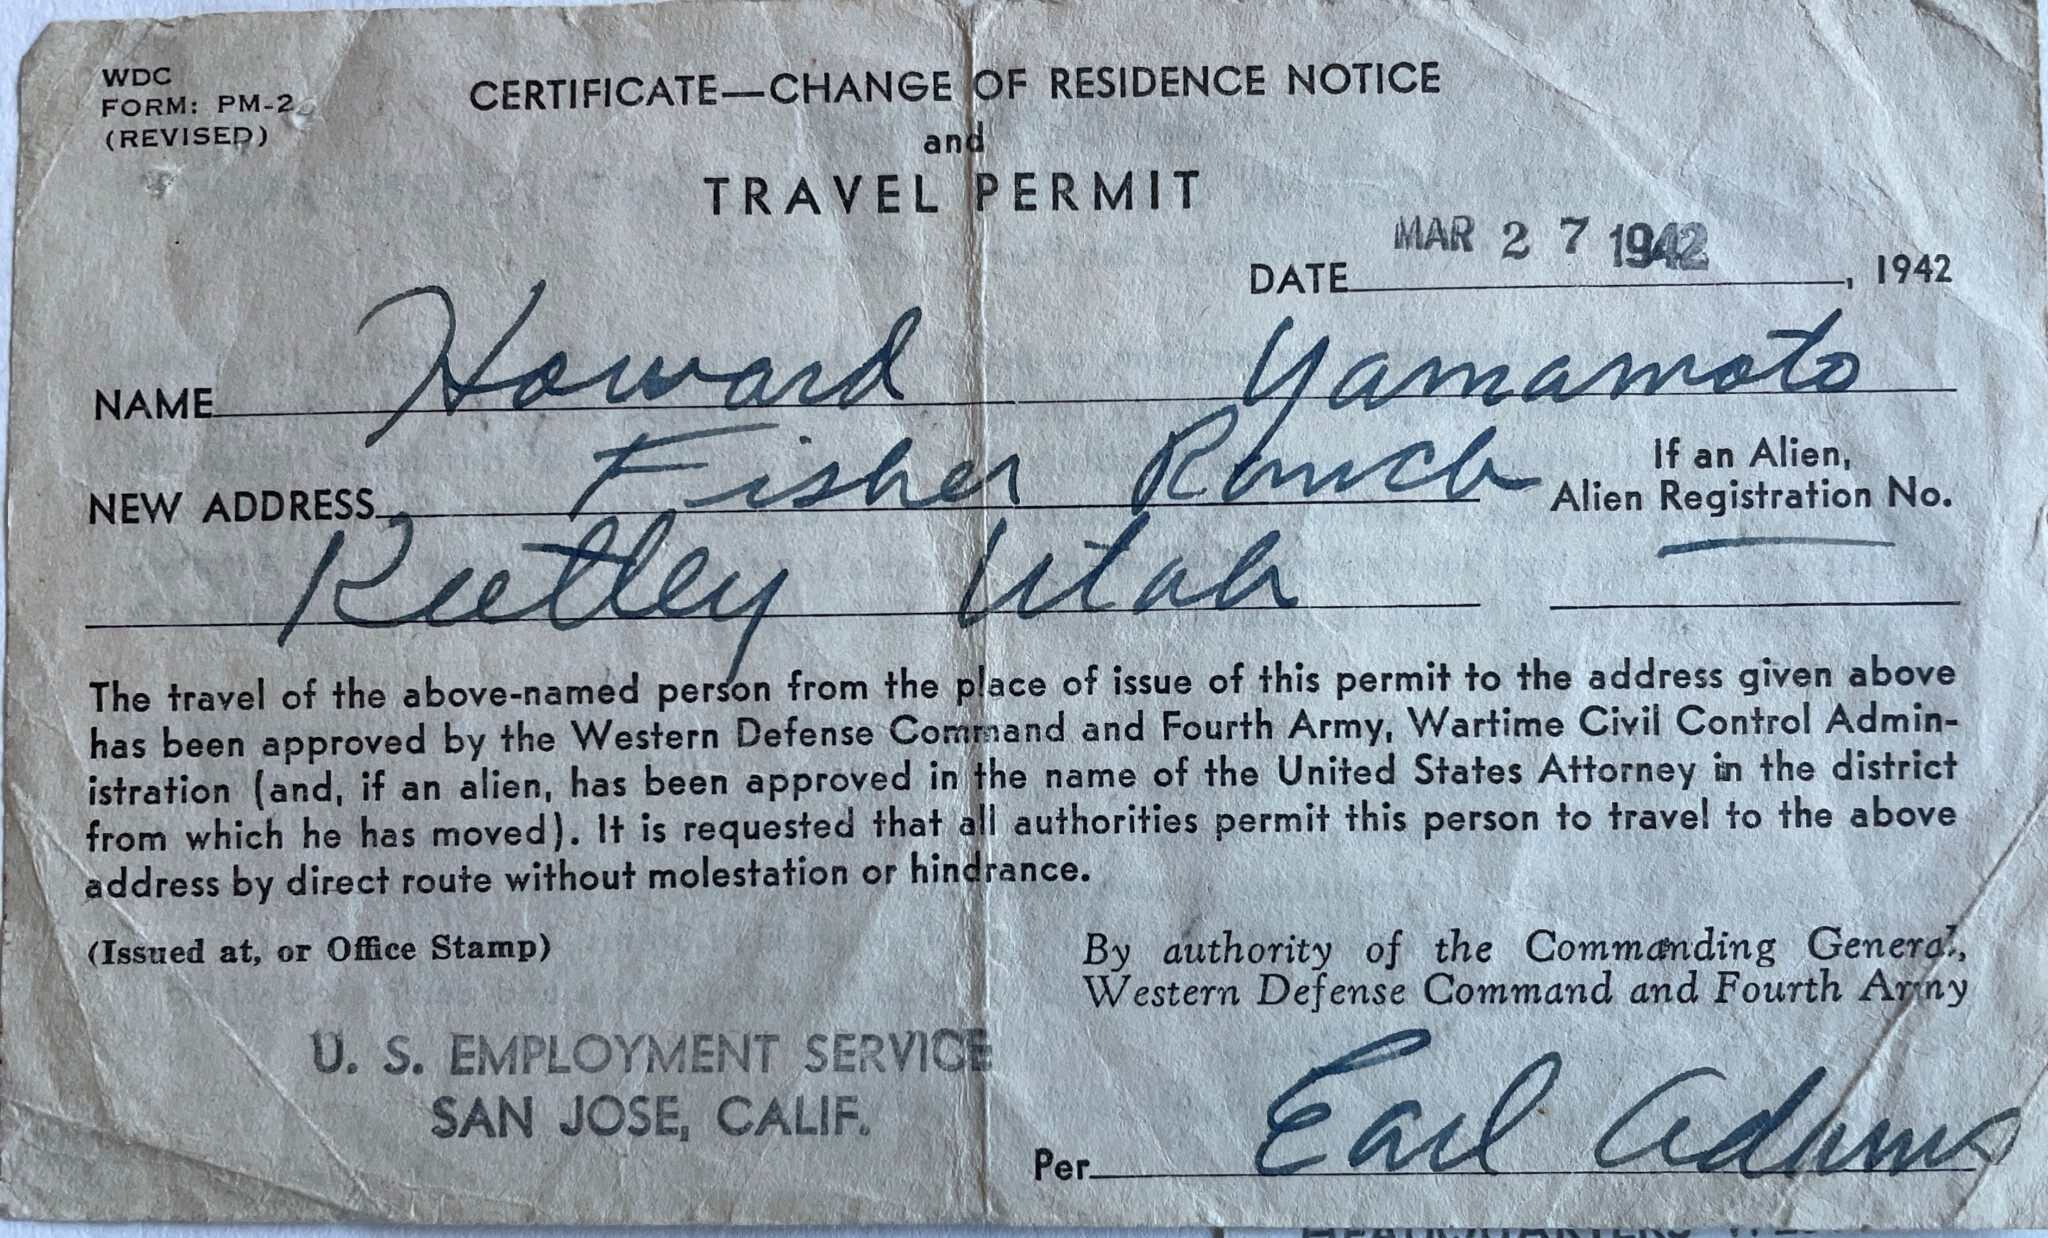 WDC
FORM: PM-2
(REVISED)
CERTIFICATE—CHANGE OF RESIDENCE NOTICE
and
TRAVEL PERMIT
DATE MAR 27 1942, 1942
NAME Howard Yamamoto
NEW ADDRESS Fisher Ranch
If an Alien,
Alien Registration No.
Rutley Utah
The travel of the above-named person from the place of issue of this permit to the address given above
has been approved by the Western Defense Command and Fourth Army, Wartime Civil Control Admin-
istration (and, if an alien, has been approved in the name of the United States Attorney in the district
from which he has moved). It is requested that all authorities permit this person to travel to the above
address by direct route without molestation or hindrance.
(Issued at, or Office Stamp)
U. S. EMPLOYMENT SERVICE
SAN JOSE, CALIF.
By authority of the Commanding General,
Western Defense Command and Fourth Army
Per Earl Adams